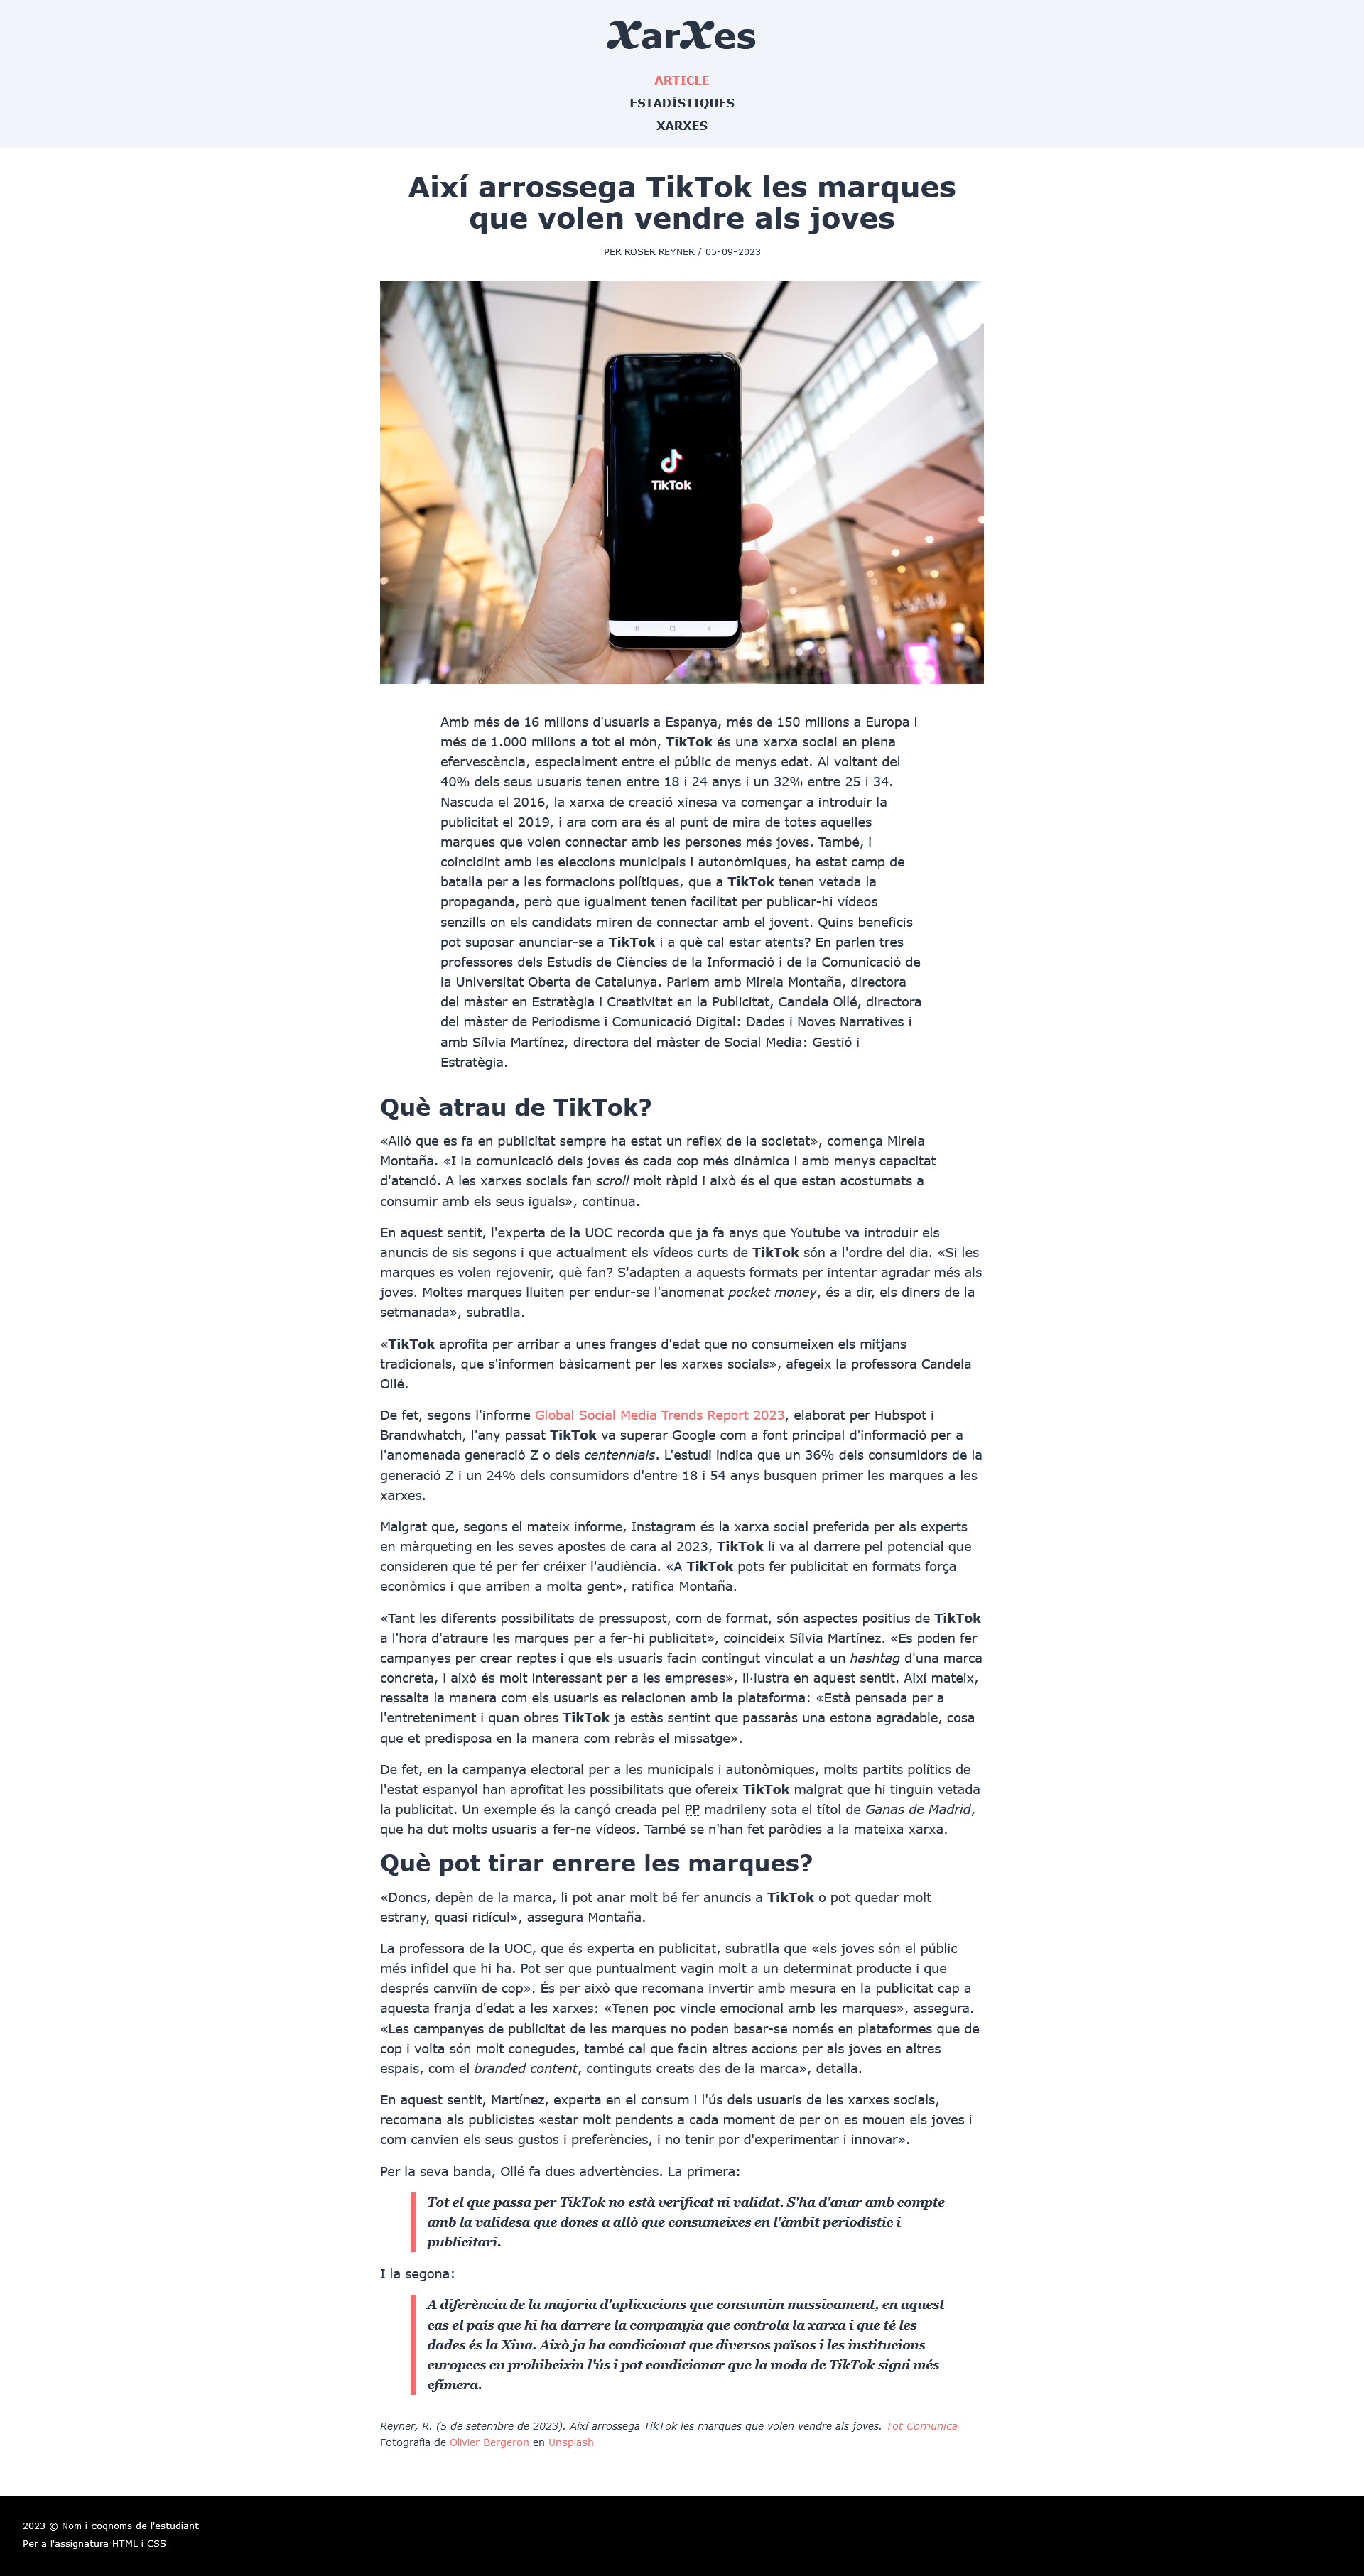 XarXes
ARTICLE
ESTADÍSTIQUES
XARXES
Així arrossega TikTok les marques
que volen vendre als joves
PER ROSER REYNER / 05-09-2023
TikTok
Amb més de 16 milions d'usuaris a Espanya, més de 150 milions a Europa i
més de 1.000 milions a tot el món, TikTok és una xarxa social en plena
efervescència, especialment entre el públic de menys edat. Al voltant del
40% dels seus usuaris tenen entre 18 i 24 anys i un 32% entre 25 i 34.
Nascuda el 2016, la xarxa de creació xinesa va començar a introduir la
publicitat el 2019, i ara com ara és al punt de mira de totes aquelles
marques que volen connectar amb les persones més joves. També, i
coincidint amb les eleccions municipals i autonòmiques, ha estat camp de
batalla per a les formacions polítiques, que a TikTok tenen vetada la
propaganda, però que igualment tenen facilitat per publicar-hi vídeos
senzills on els candidats miren de connectar amb el jovent. Quins beneficis
pot suposar anunciar-se a TikTok i a què cal estar atents? En parlen tres
professores dels Estudis de Ciències de la Informació i de la Comunicació de
la Universitat Oberta de Catalunya. Parlem amb Mireia Montaña, directora
del màster en Estratègia i Creativitat en la Publicitat, Candela Ollé, directora
del màster de Periodisme i Comunicació Digital: Dades i Noves Narratives i
amb Sílvia Martínez, directora del màster de Social Media: Gestió i
Estratègia.
Què atrau de TikTok?
«Allò que es fa en publicitat sempre ha estat un reflex de la societat», comença Mireia
Montaña. «I la comunicació dels joves és cada cop més dinàmica i amb menys capacitat
d'atenció. A les xarxes socials fan scroll molt ràpid i això és el que estan acostumats a
consumir amb els seus iguals», continua.
En aquest sentit, l'experta de la UOC recorda que ja fa anys que Youtube va introduir els
anuncis de sis segons i que actualment els vídeos curts de TikTok són a l'ordre del dia. «Si les
marques es volen rejovenir, què fan? S'adapten a aquests formats per intentar agradar més als
joves. Moltes marques lluiten per endur-se l'anomenat pocket money, és a dir, els diners de la
setmanada», subratlla.
«TikTok aprofita per arribar a unes franges d'edat que no consumeixen els mitjans
tradicionals, que s'informen bàsicament per les xarxes socials», afegeix la professora Candela
Ollé.
De fet, segons l'informe Global Social Media Trends Report 2023, elaborat per Hubspot i
Brandwhatch, l'any passat TikTok va superar Google com a font principal d'informació per a
l'anomenada generació Z o dels centennials. L'estudi indica que un 36% dels consumidors de la
generació Z i un 24% dels consumidors d'entre 18 i 54 anys busquen primer les marques a les
xarxes.
Malgrat que, segons el mateix informe, Instagram és la xarxa social preferida per als experts
en màrqueting en les seves apostes de cara al 2023, TikTok li va al darrere pel potencial que
consideren que té per fer créixer l'audiència. «A TikTok pots fer publicitat en formats força
econòmics i que arriben a molta gent», ratifica Montaña.
«Tant les diferents possibilitats de pressupost, com de format, són aspectes positius de TikTok
a l'hora d'atraure les marques per a fer-hi publicitat», coincideix Sílvia Martínez. «Es poden fer
campanyes per crear reptes i que els usuaris facin contingut vinculat a un hashtag d'una marca
concreta, i això és molt interessant per a les empreses», il·lustra en aquest sentit. Així mateix,
ressalta la manera com els usuaris es relacionen amb la plataforma: «Està pensada per a
l'entreteniment i quan obres TikTok ja estàs sentint que passaràs una estona agradable, cosa
que et predisposa en la manera com rebràs el missatge».
De fet, en la campanya electoral per a les municipals i autonòmiques, molts partits polítics de
l'estat espanyol han aprofitat les possibilitats que ofereix TikTok malgrat que hi tinguin vetada
la publicitat. Un exemple és la cançó creada pel PP madrileny sota el títol de Ganas de Madrid,
que ha dut molts usuaris a fer-ne vídeos. També se n'han fet paròdies a la mateixa xarxa.
Què pot tirar enrere les marques?
«Doncs, depèn de la marca, li pot anar molt bé fer anuncis a TikTok o pot quedar molt
estrany, quasi ridícul», assegura Montaña.
La professora de la UOC, que és experta en publicitat, subratlla que «els joves són el públic
més infidel que hi ha. Pot ser que puntualment vagin molt a un determinat producte i que
després canviïn de cop». És per això que recomana invertir amb mesura en la publicitat cap a
aquesta franja d'edat a les xarxes: «Tenen poc vincle emocional amb les marques», assegura.
«Les campanyes de publicitat de les marques no poden basar-se només en plataformes que de
cop i volta són molt conegudes, també cal que facin altres accions per als joves en altres
espais, com el branded content, continguts creats des de la marca», detalla.
En aquest sentit, Martínez, experta en el consum i l'ús dels usuaris de les xarxes socials,
recomana als publicistes «estar molt pendents a cada moment de per on es mouen els joves i
com canvien els seus gustos i preferències, i no tenir por d'experimentar i innovar».
Per la seva banda, Ollé fa dues advertències. La primera:
Tot el que passa per TikTok no està verificat ni validat. S'ha d'anar amb compte
amb la validesa que dones a allò que consumeixes en l'àmbit periodístic i
publicitari.
I la segona:
A diferència de la majoria d'aplicacions que consumim massivament, en aquest
cas el país que hi ha darrere la companyia que controla la xarxa i que té les
dades és la Xina. Això ja ha condicionat que diversos països i les institucions
europees en prohibeixin l'ús i pot condicionar que la moda de TikTok sigui més
efímera.
Reyner, R. (5 de setembre de 2023). Així arrossega TikTok les marques que volen vendre als joves. Tot Comunica
Fotografia de Olivier Bergeron en Unsplash
2023 © Nom i cognoms de l'estudiant
Per a l'assignatura HTML i CSS